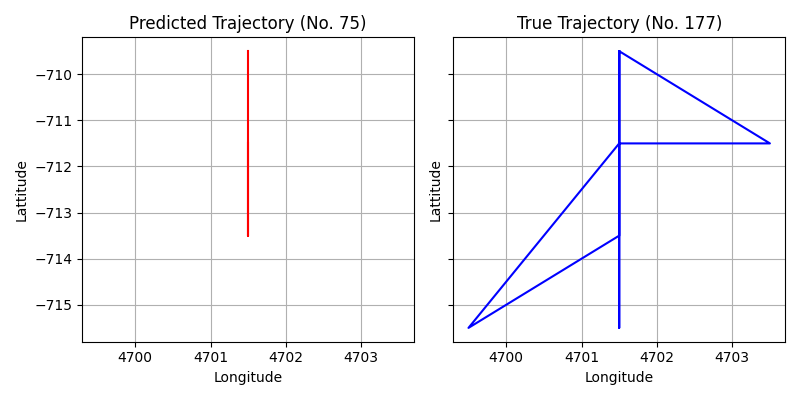 Predicted Trajectory (No. 75)
True Trajectory (No. 177)
−710
−711
−712
−713
−714
−715
Lattitude
Lattitude
4700
4701
4702
4703
4700
4701
4702
4703
Longitude
Longitude